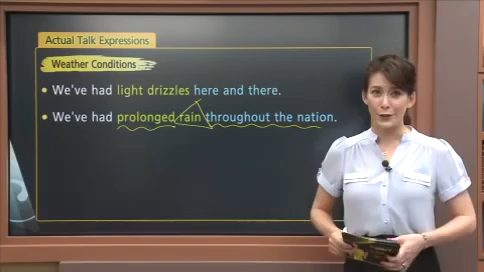 Actual Talk Expressions
Weather Conditions
• We've had light drizzles here and there.
• We've had prolonged rain throughout the nation.